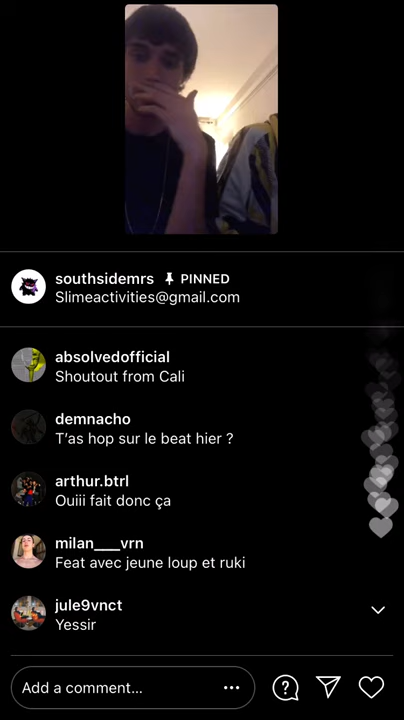 southsidemrs PINNED
Slimeactivities@gmail.com
absolvedofficial
Shoutout from Cali
demnacho
T'as hop sur le beat hier ?
arthur.btrl
Ouiii fait donc ça
milan___vrn
Feat avec jeune loup et ruki
jule9vnct
Yessir
Add a comment...